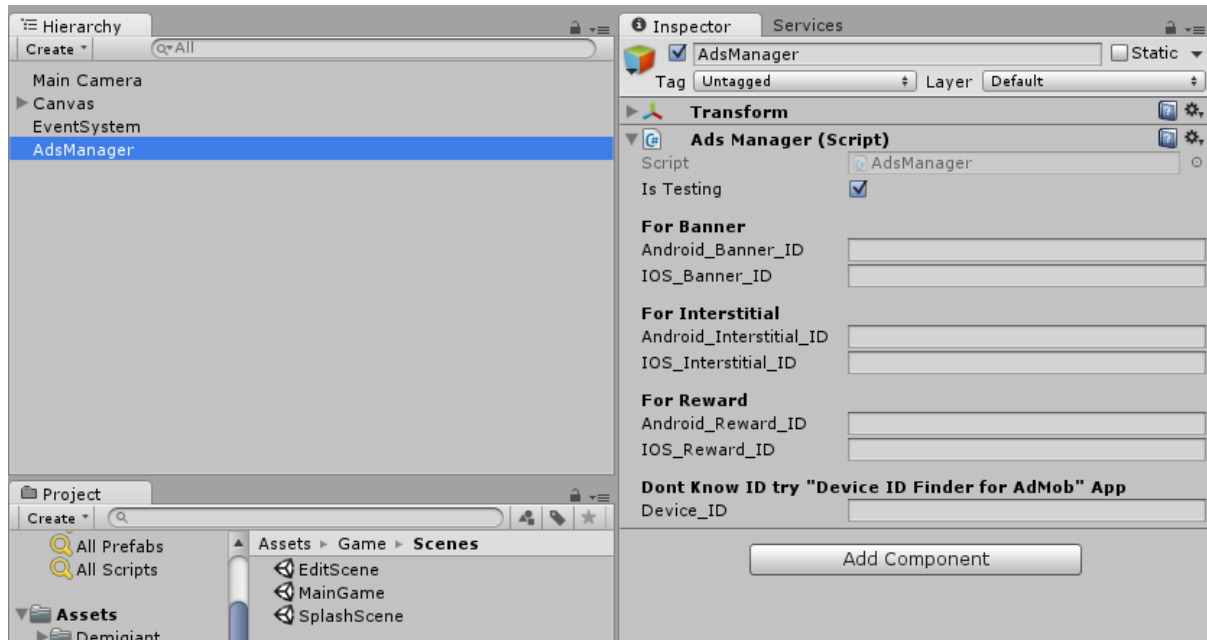 Hierarchy
Create
All
Main Camera
Canvas
EventSystem
AdsManager
Project
Create
All Prefabs
All Scripts
Assets
Demigiant
Assets Game Scenes
EditScene
MainGame
SplashScene
Inspector Services
AdsManager Static
Tag Untagged Layer Default
Transform
Ads Manager (Script)
Script AdsManager
Is Testing
For Banner
Android_Banner_ID
IOS_Banner_ID
For Interstitial
Android_Interstitial_ID
IOS_Interstitial_ID
For Reward
Android_Reward_ID
IOS_Reward_ID
Dont Know ID try "Device ID Finder for AdMob" App
Device_ID
Add Component